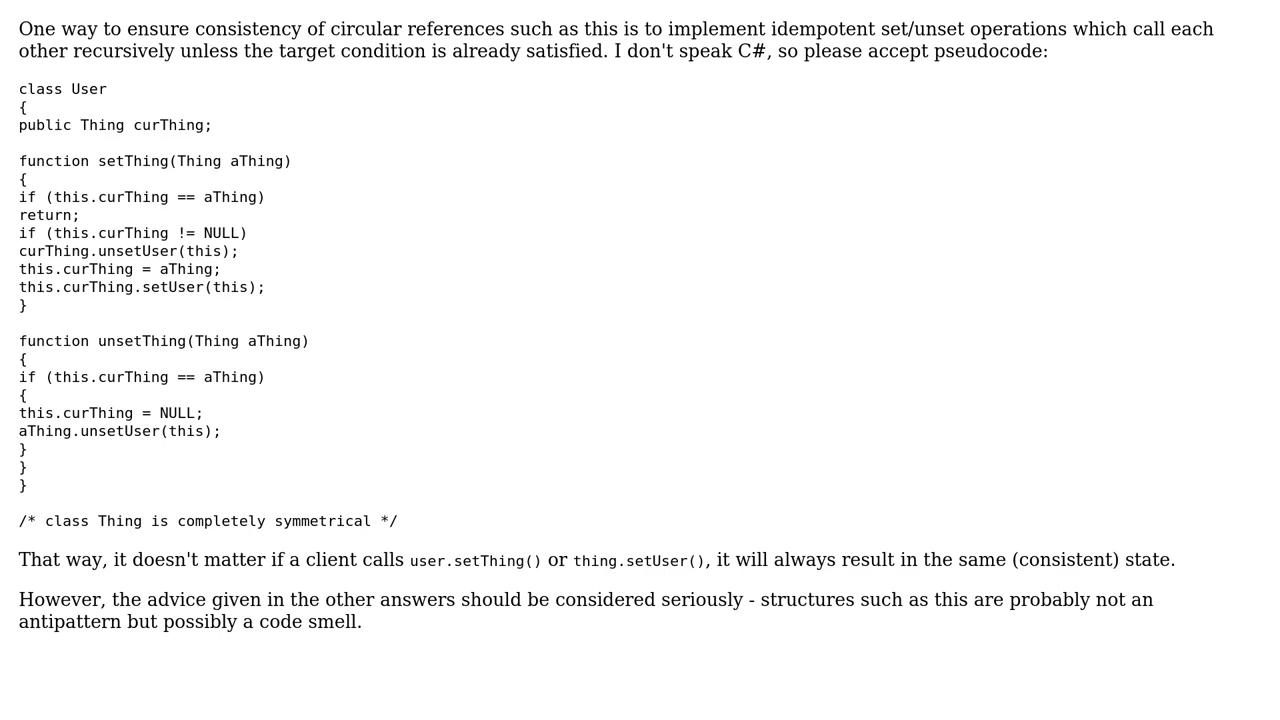 One way to ensure consistency of circular references such as this is to implement idempotent set/unset operations which call each
other recursively unless the target condition is already satisfied. I don't speak C#, so please accept pseudocode:
class User
{
public Thing curThing;
function setThing(Thing aThing)
{
if (this.curThing == aThing)
return;
if (this.curThing != NULL)
curThing.unsetUser(this);
this.curThing = aThing;
this.curThing.setUser(this);
}
function unsetThing(Thing aThing)
{
if (this.curThing == aThing)
{
this.curThing = NULL;
aThing.unsetUser(this);
}
}
}
/* class Thing is completely symmetrical */
That way, it doesn't matter if a client calls user.setThing() or thing.setUser(), it will always result in the same (consistent) state.
However, the advice given in the other answers should be considered seriously - structures such as this are probably not an
antipattern but possibly a code smell.